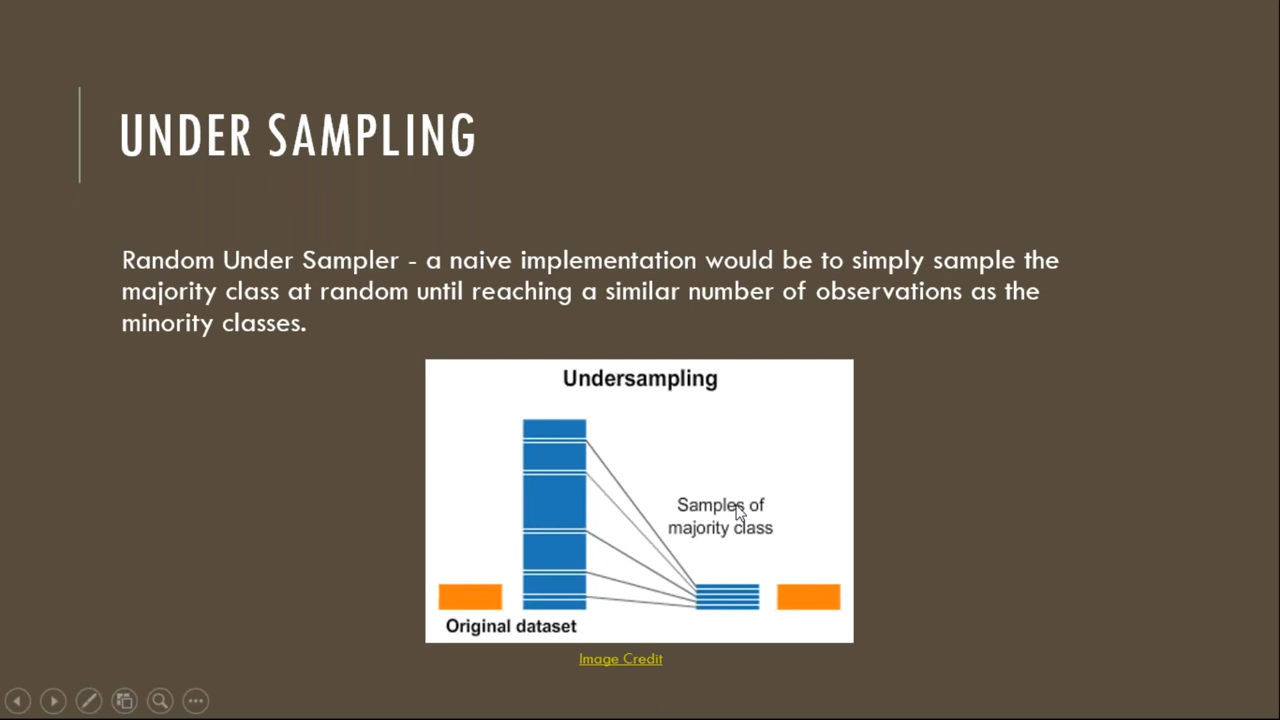 UNDER SAMPLING
Random Under Sampler - a naive implementation would be to simply sample the
majority class at random until reaching a similar number of observations as the
minority classes.
Undersampling
Samples of
majority class
Original dataset
Image Credit